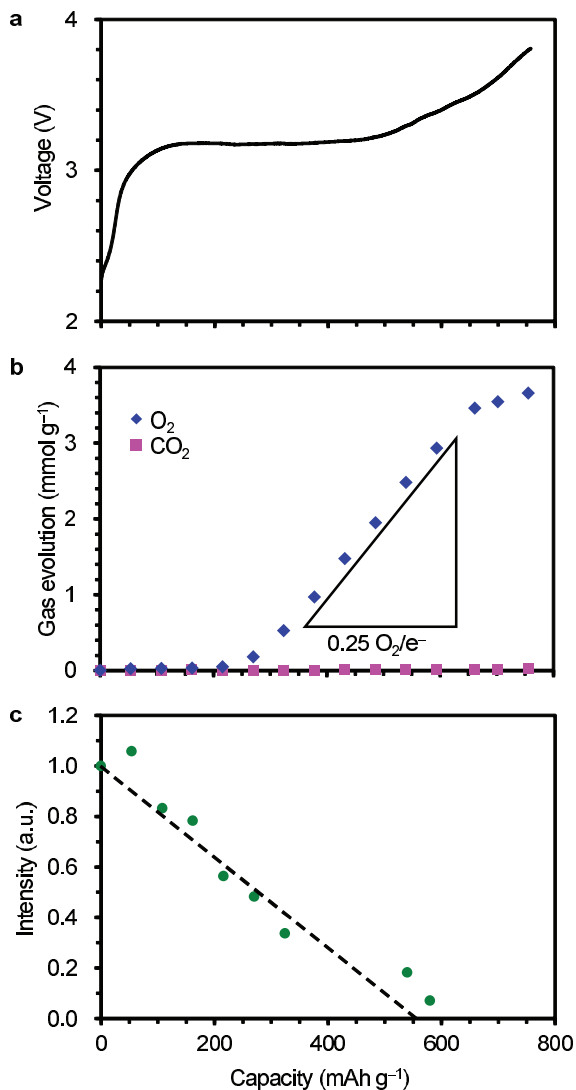 a
4
3
2
Voltage (V)
b
4
3
2
1
0
Gas evolution (mmol g⁻¹)
O₂
CO₂
0.25 O₂/e⁻
c
1.2
1.0
0.8
0.6
0.4
0.2
0.0
Intensity (a.u.)
0 200 400 600 800
Capacity (mAh g⁻¹)